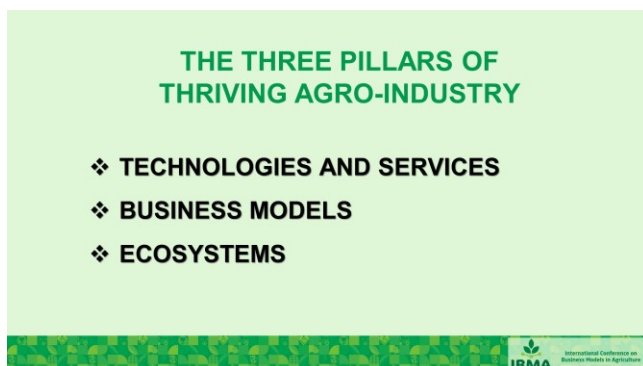 THE THREE PILLARS OF
THRIVING AGRO-INDUSTRY
❖ TECHNOLOGIES AND SERVICES
❖ BUSINESS MODELS
❖ ECOSYSTEMS
International Conference on
Business Models in Agriculture